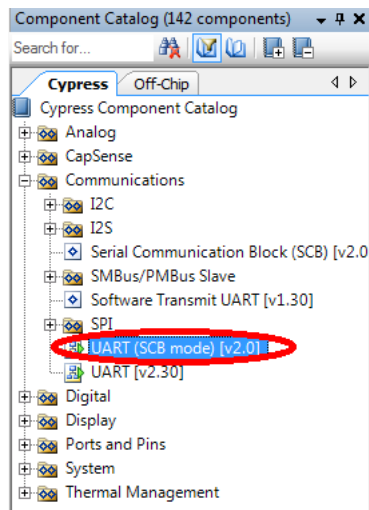 Component Catalog (142 components)
Search for...
Cypress Off-Chip
Cypress Component Catalog
Analog
CapSense
Communications
I2C
I2S
Serial Communication Block (SCB) [v2.0
SMBus/PMBus Slave
Software Transmit UART [v1.30]
SPI
UART (SCB mode) [v2.0]
UART [v2.30]
Digital
Display
Ports and Pins
System
Thermal Management